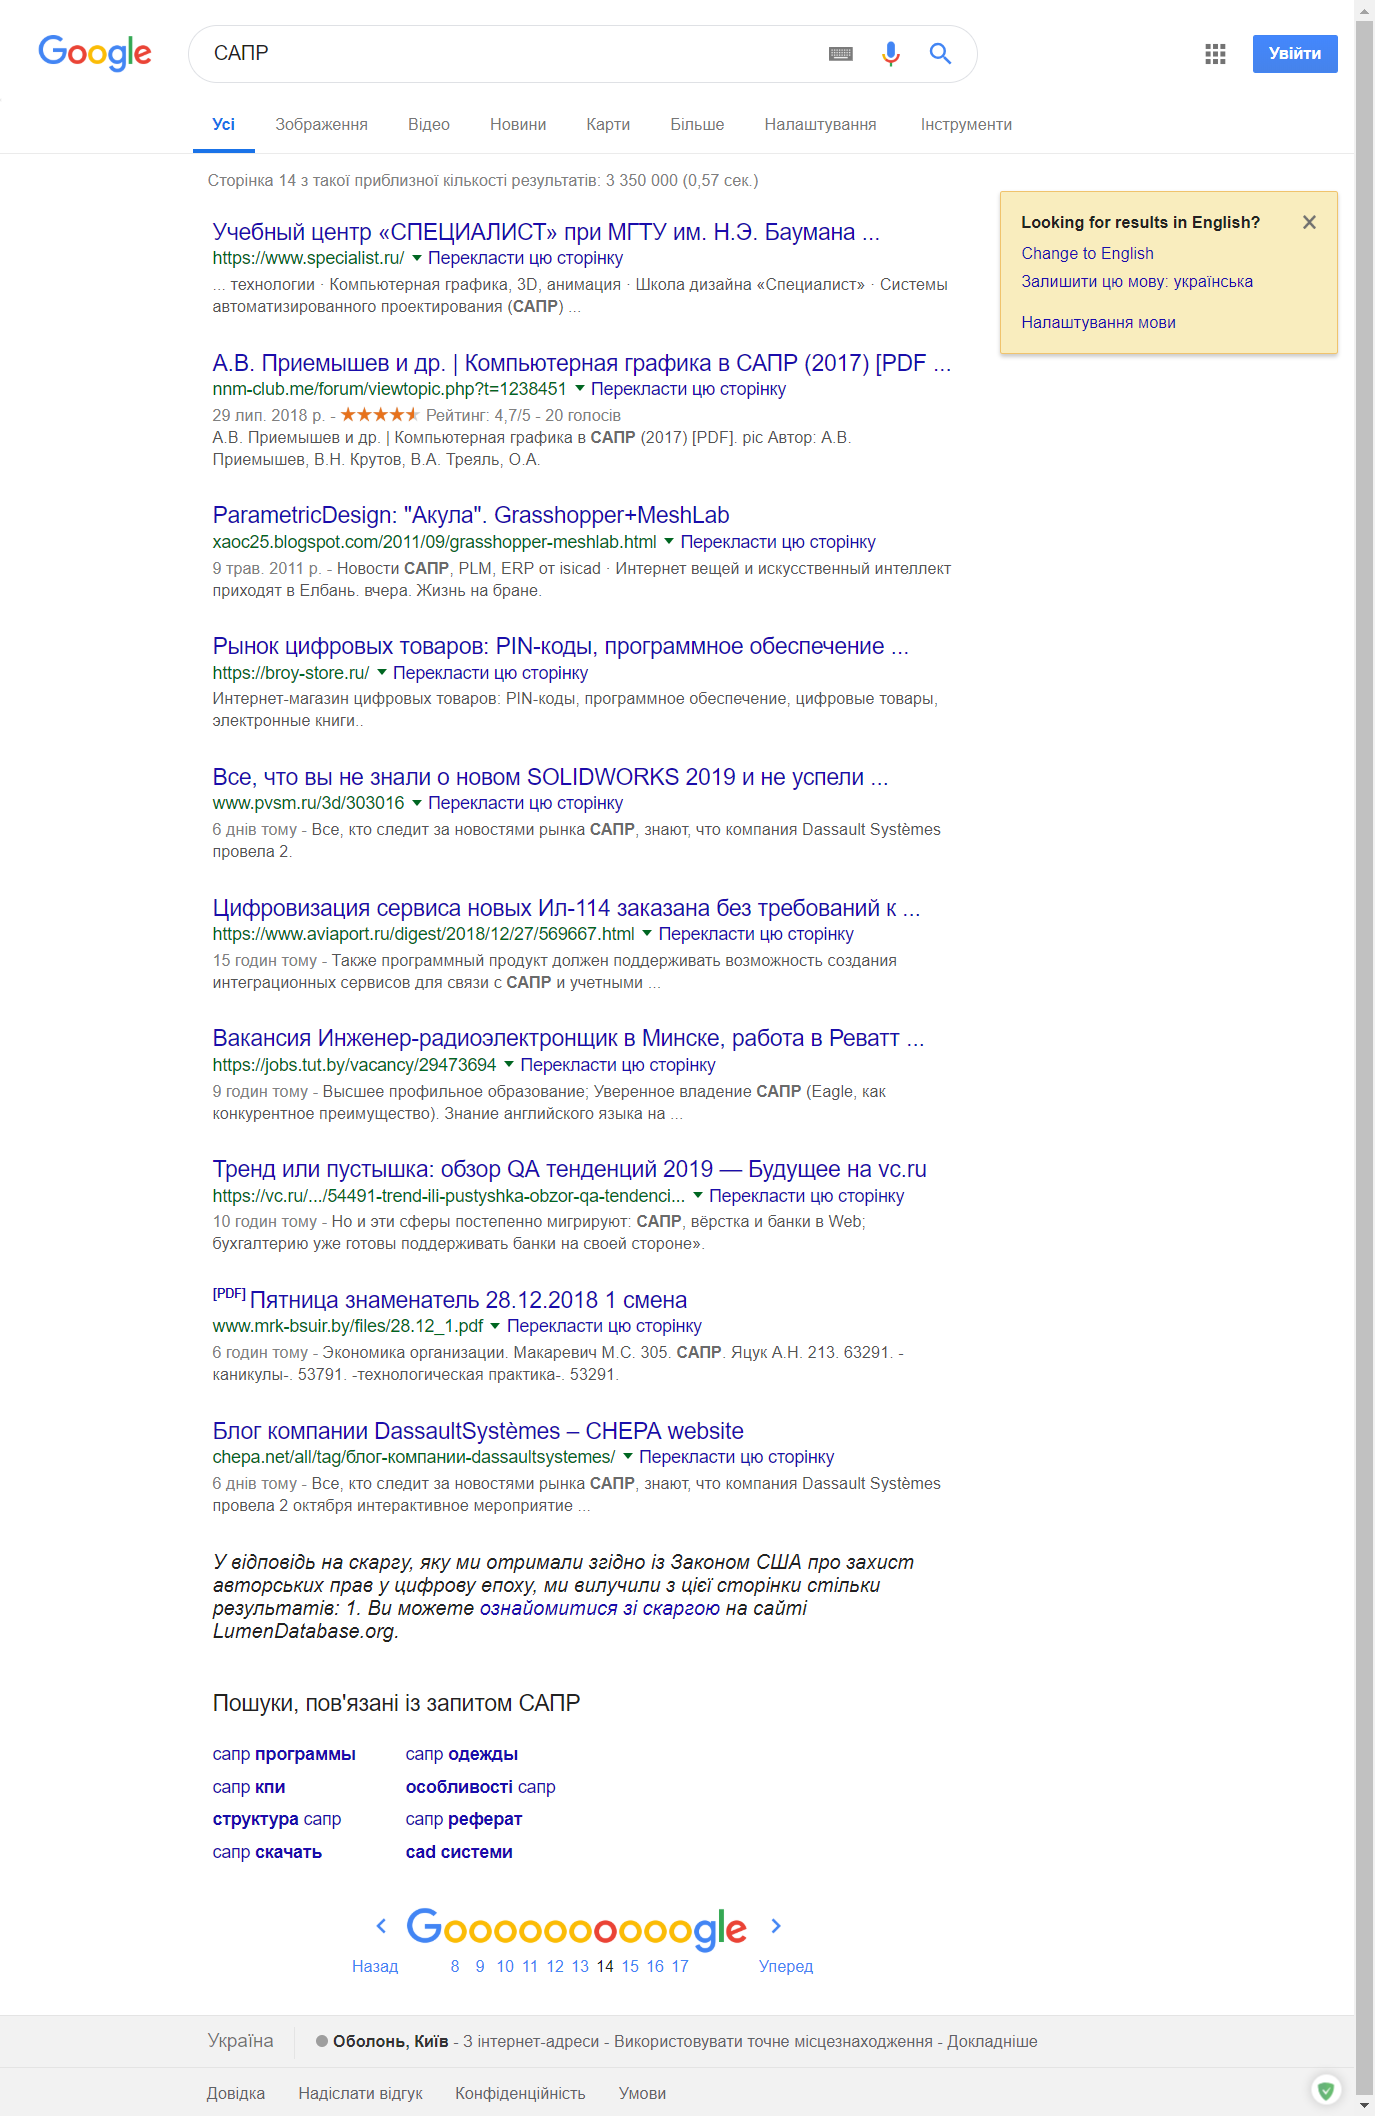 Google
САПР
Увійти
Усі Зображення Відео Новини Карти Більше Налаштування Інструменти
Сторінка 14 з такої приблизної кількості результатів: 3 350 000 (0,57 сек.)
Looking for results in English?
Change to English
Залишити цю мову: українська
Налаштування мови
Учебный центр «СПЕЦИАЛИСТ» при МГТУ им. Н.Э. Баумана ...
https://www.specialist.ru/ Перекласти цю сторінку
... технологии · Компьютерная графика, 3D, анимация · Школа дизайна «Специалист» · Системы
автоматизированного проектирования (САПР) ...
А.В. Приемышев и др. | Компьютерная графика в САПР (2017) [PDF ...
nnm-club.me/forum/viewtopic.php?t=1238451 Перекласти цю сторінку
29 лип. 2018 р. - Рейтинг: 4,7/5 - 20 голосів
А.В. Приемышев и др. | Компьютерная графика в САПР (2017) [PDF]. pic Автор: А.В.
Приемышев, В.Н. Крутов, В.А. Треяль, О.А.
ParametricDesign: "Акула". Grasshopper+MeshLab
xaoc25.blogspot.com/2011/09/grasshopper-meshlab.html Перекласти цю сторінку
9 трав. 2011 р. - Новости САПР, PLM, ERP от isicad · Интернет вещей и искусственный интеллект
приходят в Елбань. вчера. Жизнь на бране.
Рынок цифровых товаров: PIN-коды, программное обеспечение ...
https://broy-store.ru/ Перекласти цю сторінку
Интернет-магазин цифровых товаров: PIN-коды, программное обеспечение, цифровые товары,
электронные книги..
Все, что вы не знали о новом SOLIDWORKS 2019 и не успели ...
www.pvsm.ru/3d/303016 Перекласти цю сторінку
6 днів тому - Все, кто следит за новостями рынка САПР, знают, что компания Dassault Systèmes
провела 2.
Цифровизация сервиса новых Ил-114 заказана без требований к ...
https://www.aviaport.ru/digest/2018/12/27/569667.html Перекласти цю сторінку
15 годин тому - Также программный продукт должен поддерживать возможность создания
интеграционных сервисов для связи с САПР и учетными ...
Вакансия Инженер-радиоэлектронщик в Минске, работа в Реватт ...
https://jobs.tut.by/vacancy/29473694 Перекласти цю сторінку
9 годин тому - Высшее профильное образование; Уверенное владение САПР (Eagle, как
конкурентное преимущество). Знание английского языка на ...
Тренд или пустышка: обзор QA тенденций 2019 — Будущее на vc.ru
https://vc.ru/.../54491-trend-ili-pustyshka-obzor-qa-tendenci... Перекласти цю сторінку
10 годин тому - Но и эти сферы постепенно мигрируют: САПР, вёрстка и банки в Web;
бухгалтерию уже готовы поддерживать банки на своей стороне».
[PDF] Пятница знаменатель 28.12.2018 1 смена
www.mrk-bsuir.by/files/28.12_1.pdf Перекласти цю сторінку
6 годин тому - Экономика организации. Макаревич М.С. 305. САПР. Яцук А.Н. 213. 63291. -
каникулы-. 53791. -технологическая практика-. 53291.
Блог компании DassaultSystèmes – CHEPA website
chepa.net/all/tag/блог-компании-dassaultsystemes/ Перекласти цю сторінку
6 днів тому - Все, кто следит за новостями рынка САПР, знают, что компания Dassault Systèmes
провела 2 октября интерактивное мероприятие ...
У відповідь на скаргу, яку ми отримали згідно із Законом США про захист
авторських прав у цифрову епоху, ми вилучили з цієї сторінки стільки
результатів: 1. Ви можете ознайомитися зі скаргою на сайті
LumenDatabase.org.
Пошуки, пов'язані із запитом САПР
сапр программы сапр одежды
сапр кпи особливості сапр
структура сапр сапр реферат
сапр скачать cad системи
Goooooooooogle
Назад 8 9 10 11 12 13 14 15 16 17 Уперед
Україна Оболонь, Київ - З інтернет-адреси - Використовувати точне місцезнаходження - Докладніше
Довідка Надіслати відгук Конфіденційність Умови